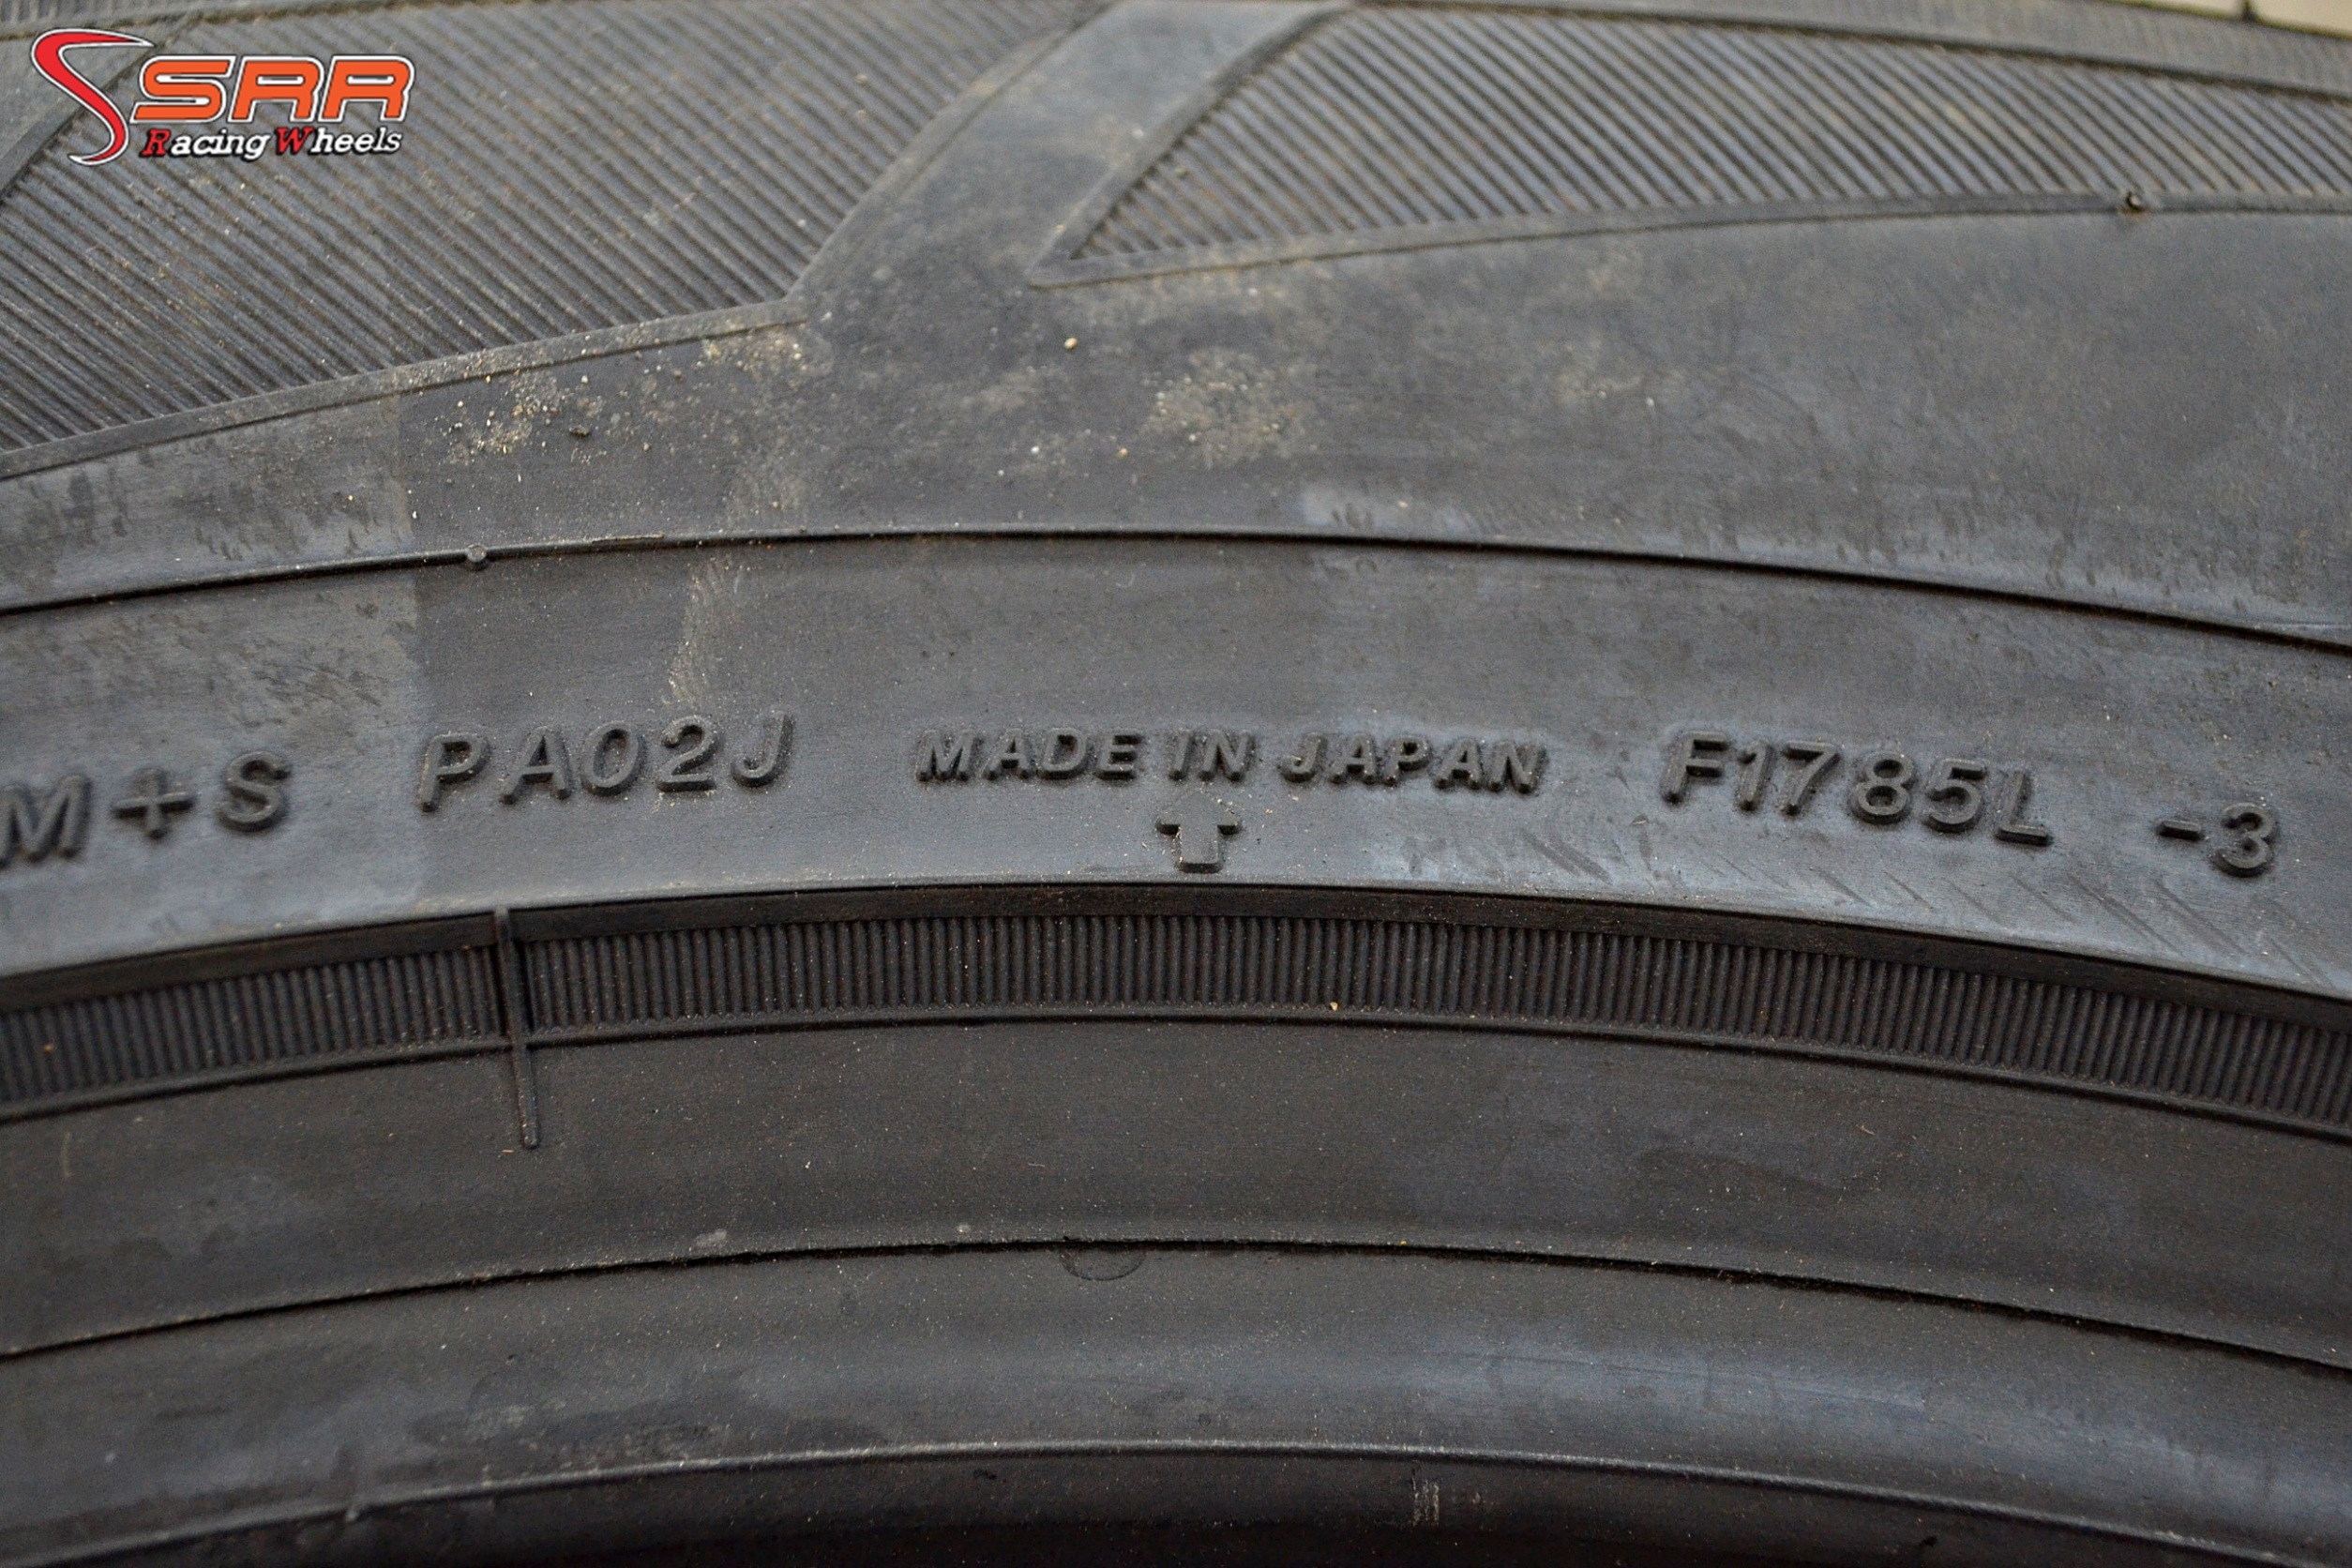 SRR
Racing Wheels
M+S PA02J MADE IN JAPAN F1785L -3